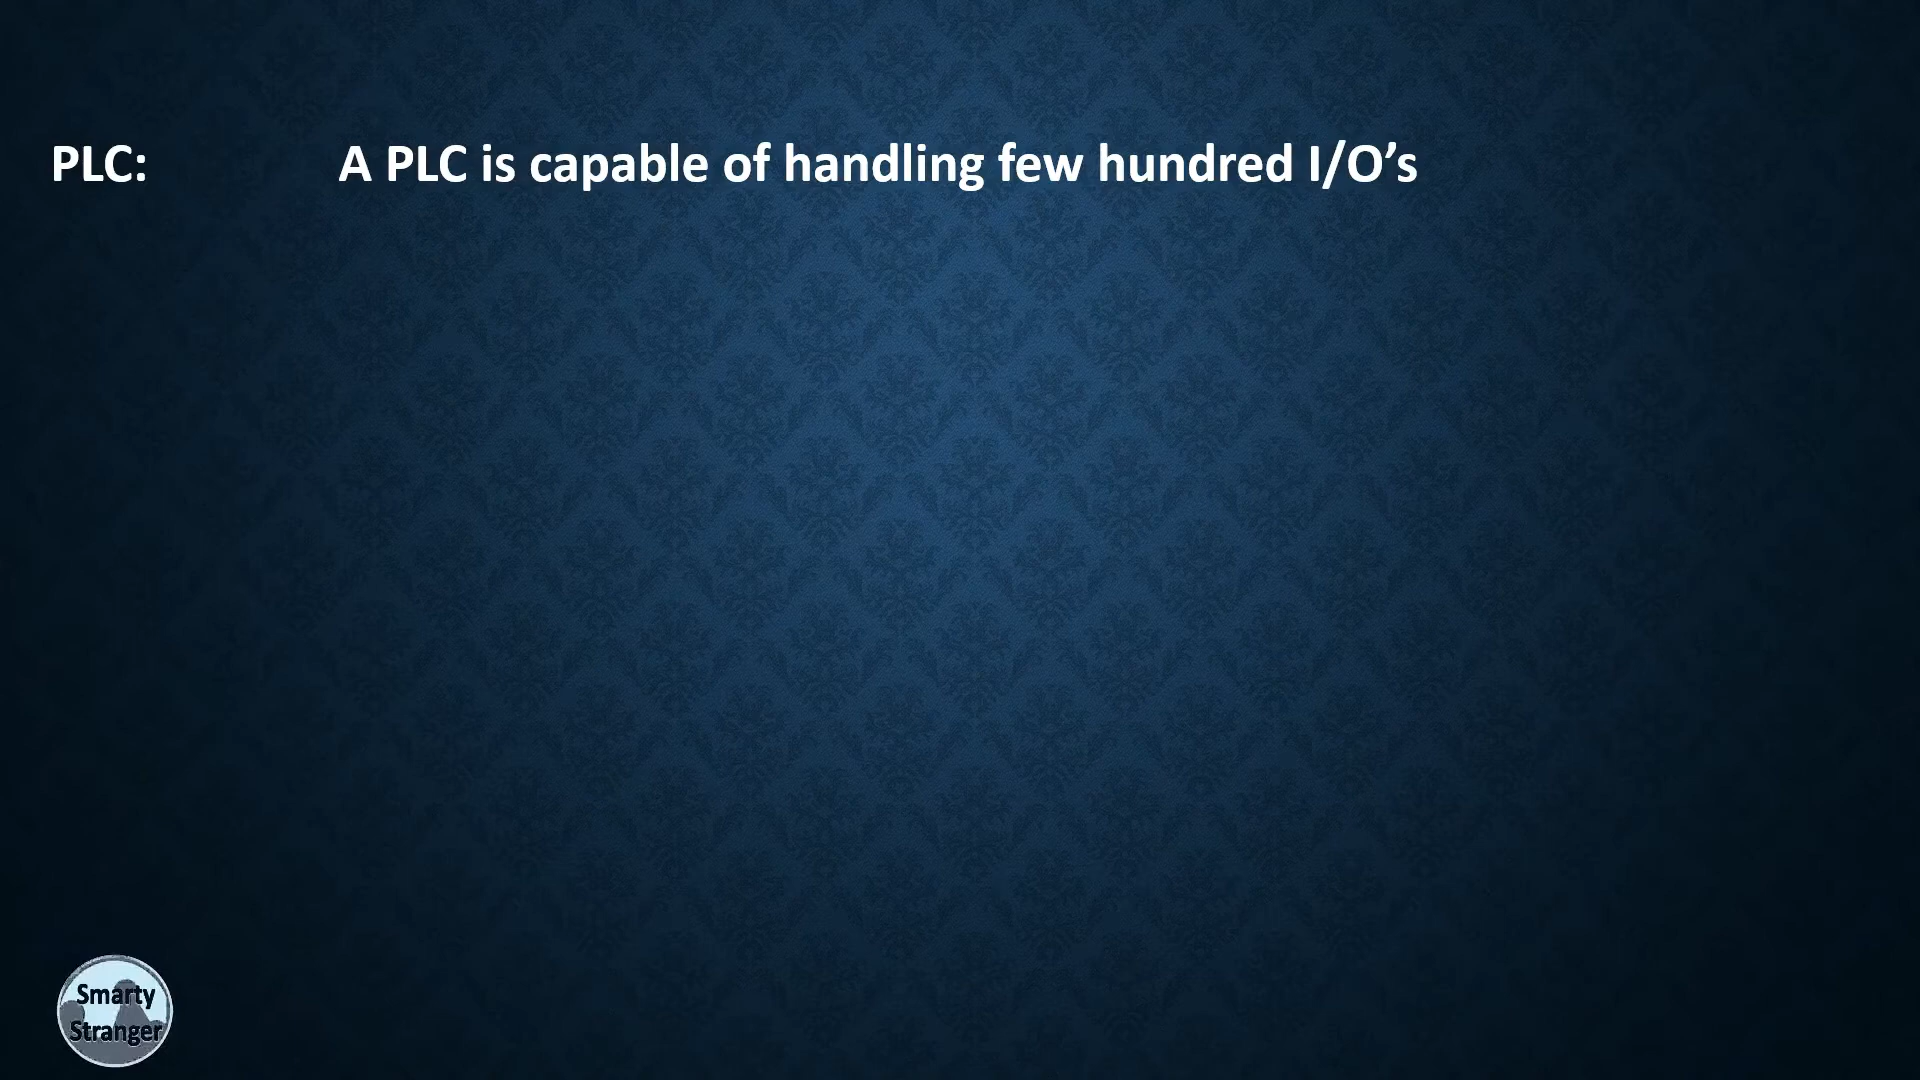 PLC: A PLC is capable of handling few hundred I/O’s
Smarty
Stranger